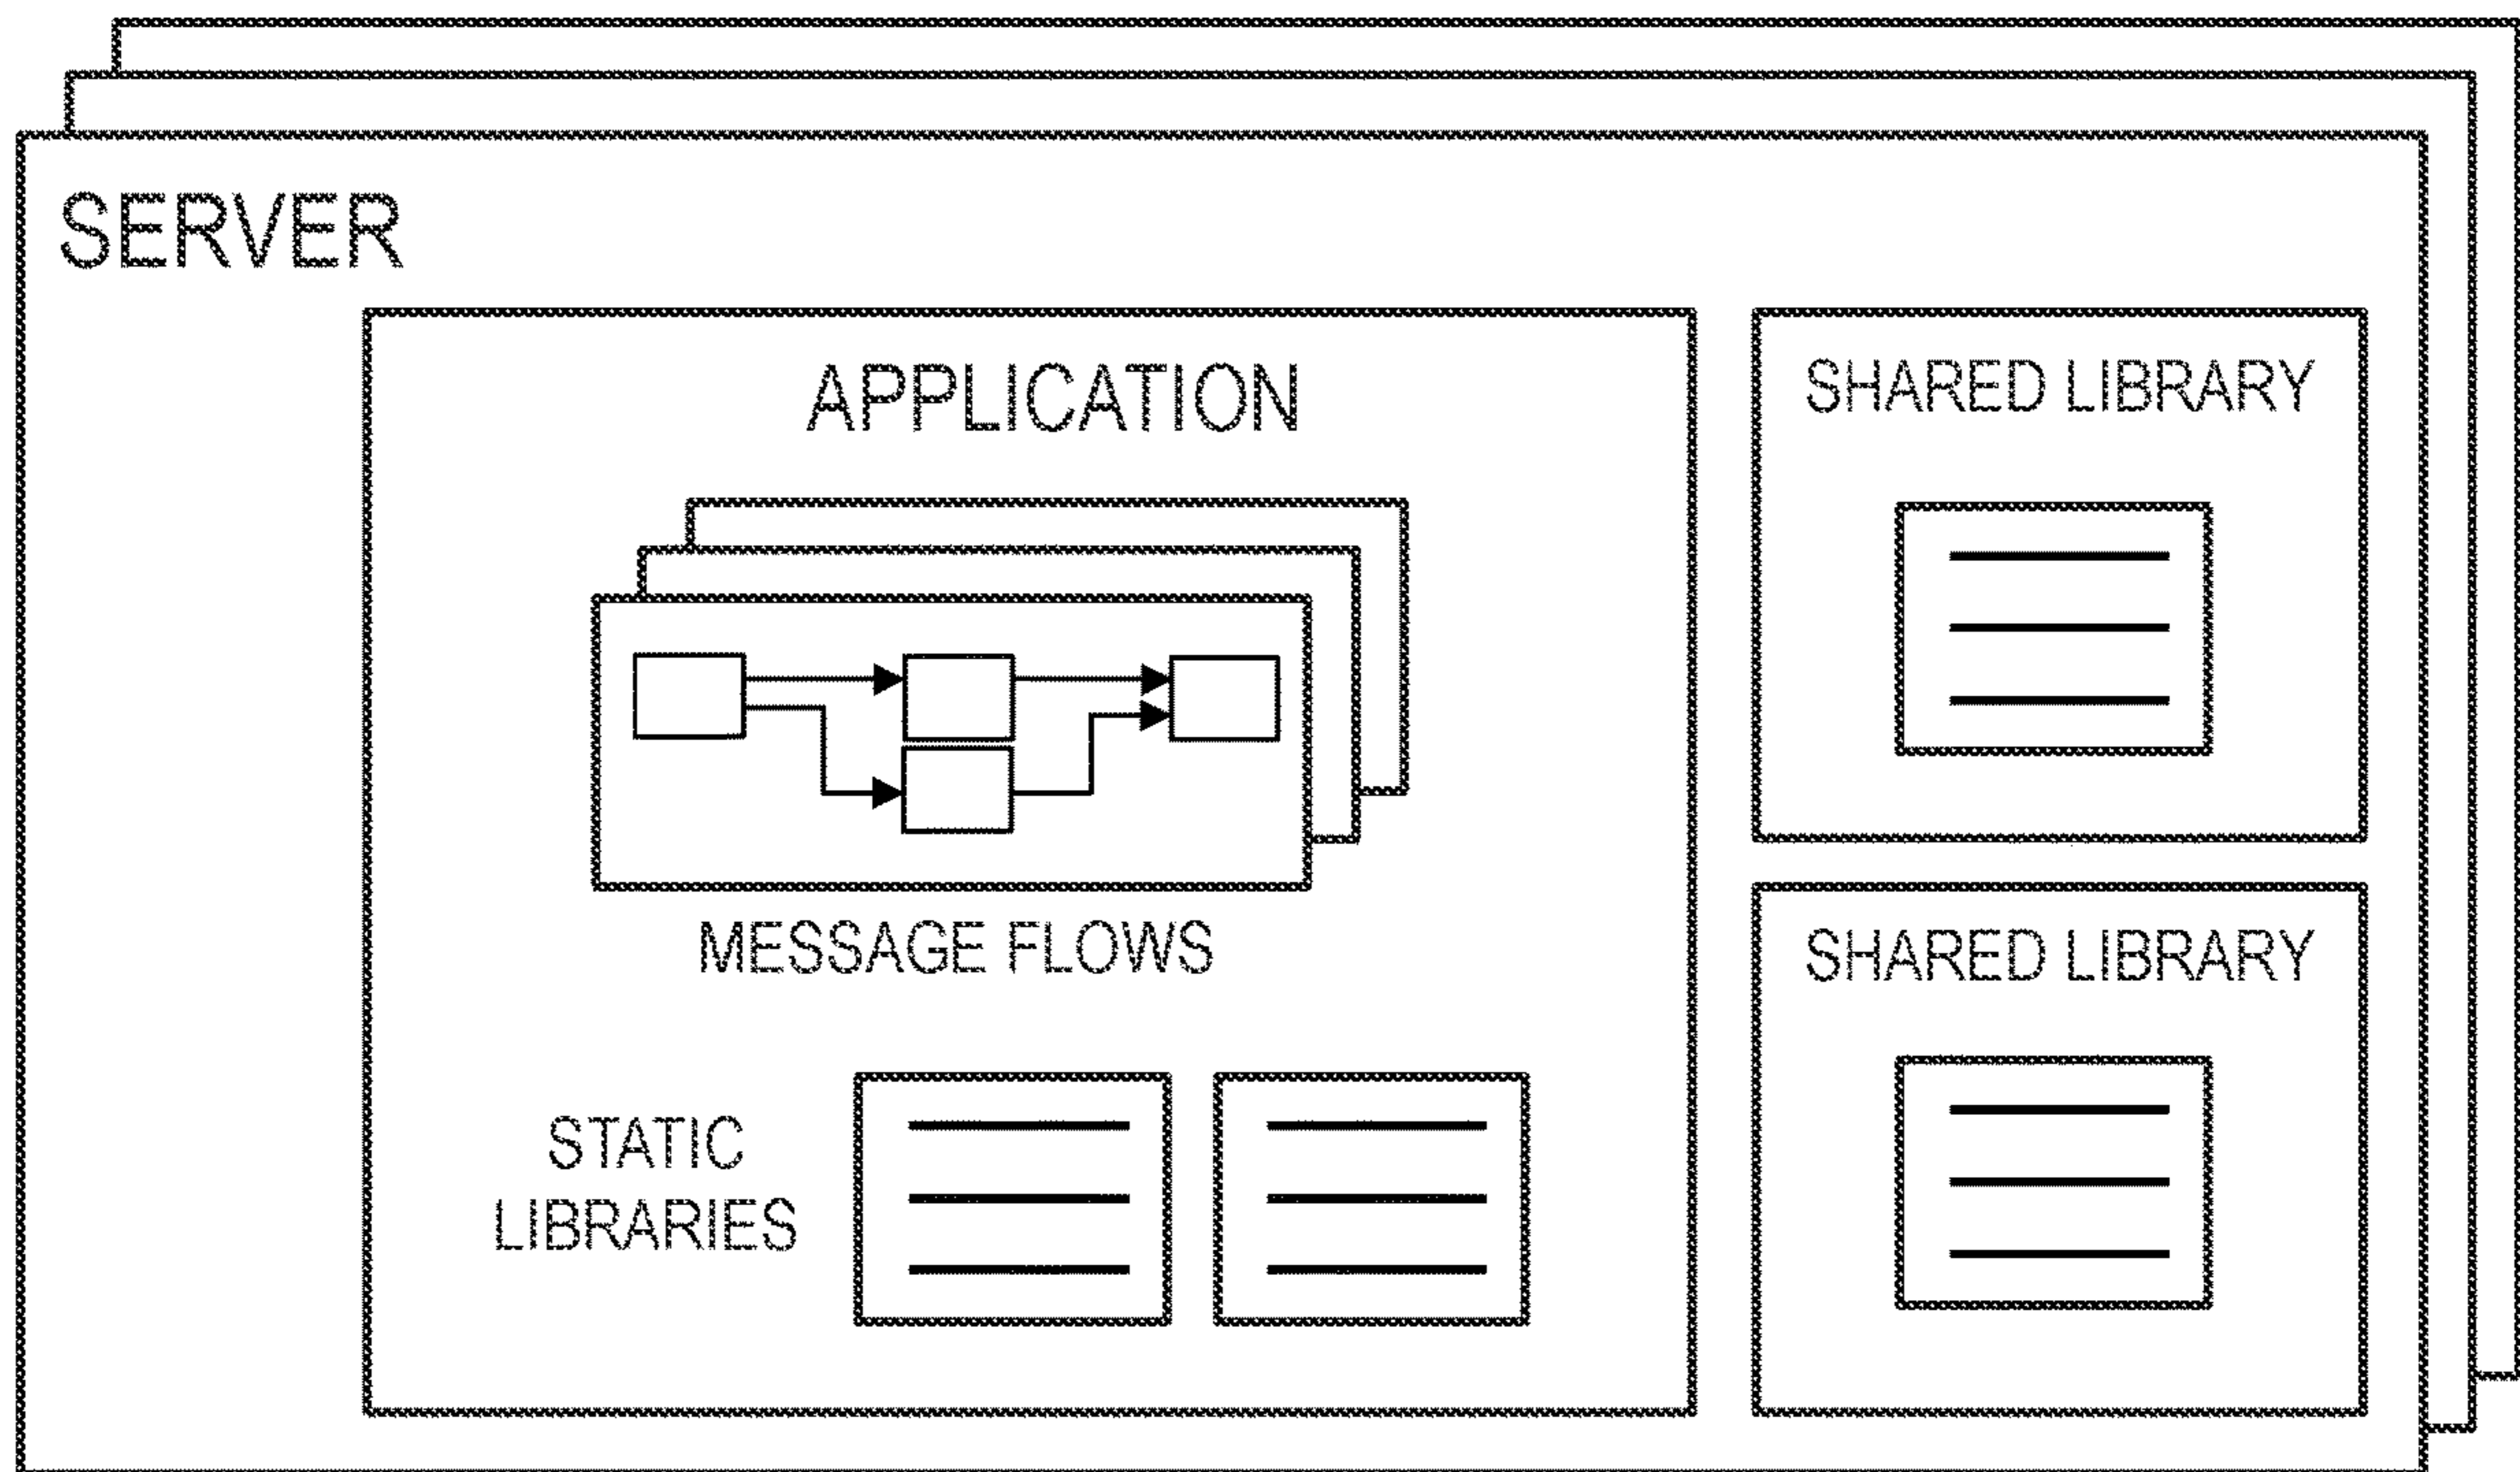 SERVER
APPLICATION
SHARED LIBRARY
MESSAGE FLOWS
SHARED LIBRARY
STATIC
LIBRARIES